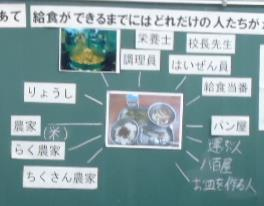 あて
給食ができるまでにはどれだけの人たちが
栄養士
校長先生
調理員
はいぜん員
りょうし
給食当番
農家
(米)
パン屋
らく農家
運ぶ人
八百屋
ちくさん農家
お皿を作る人